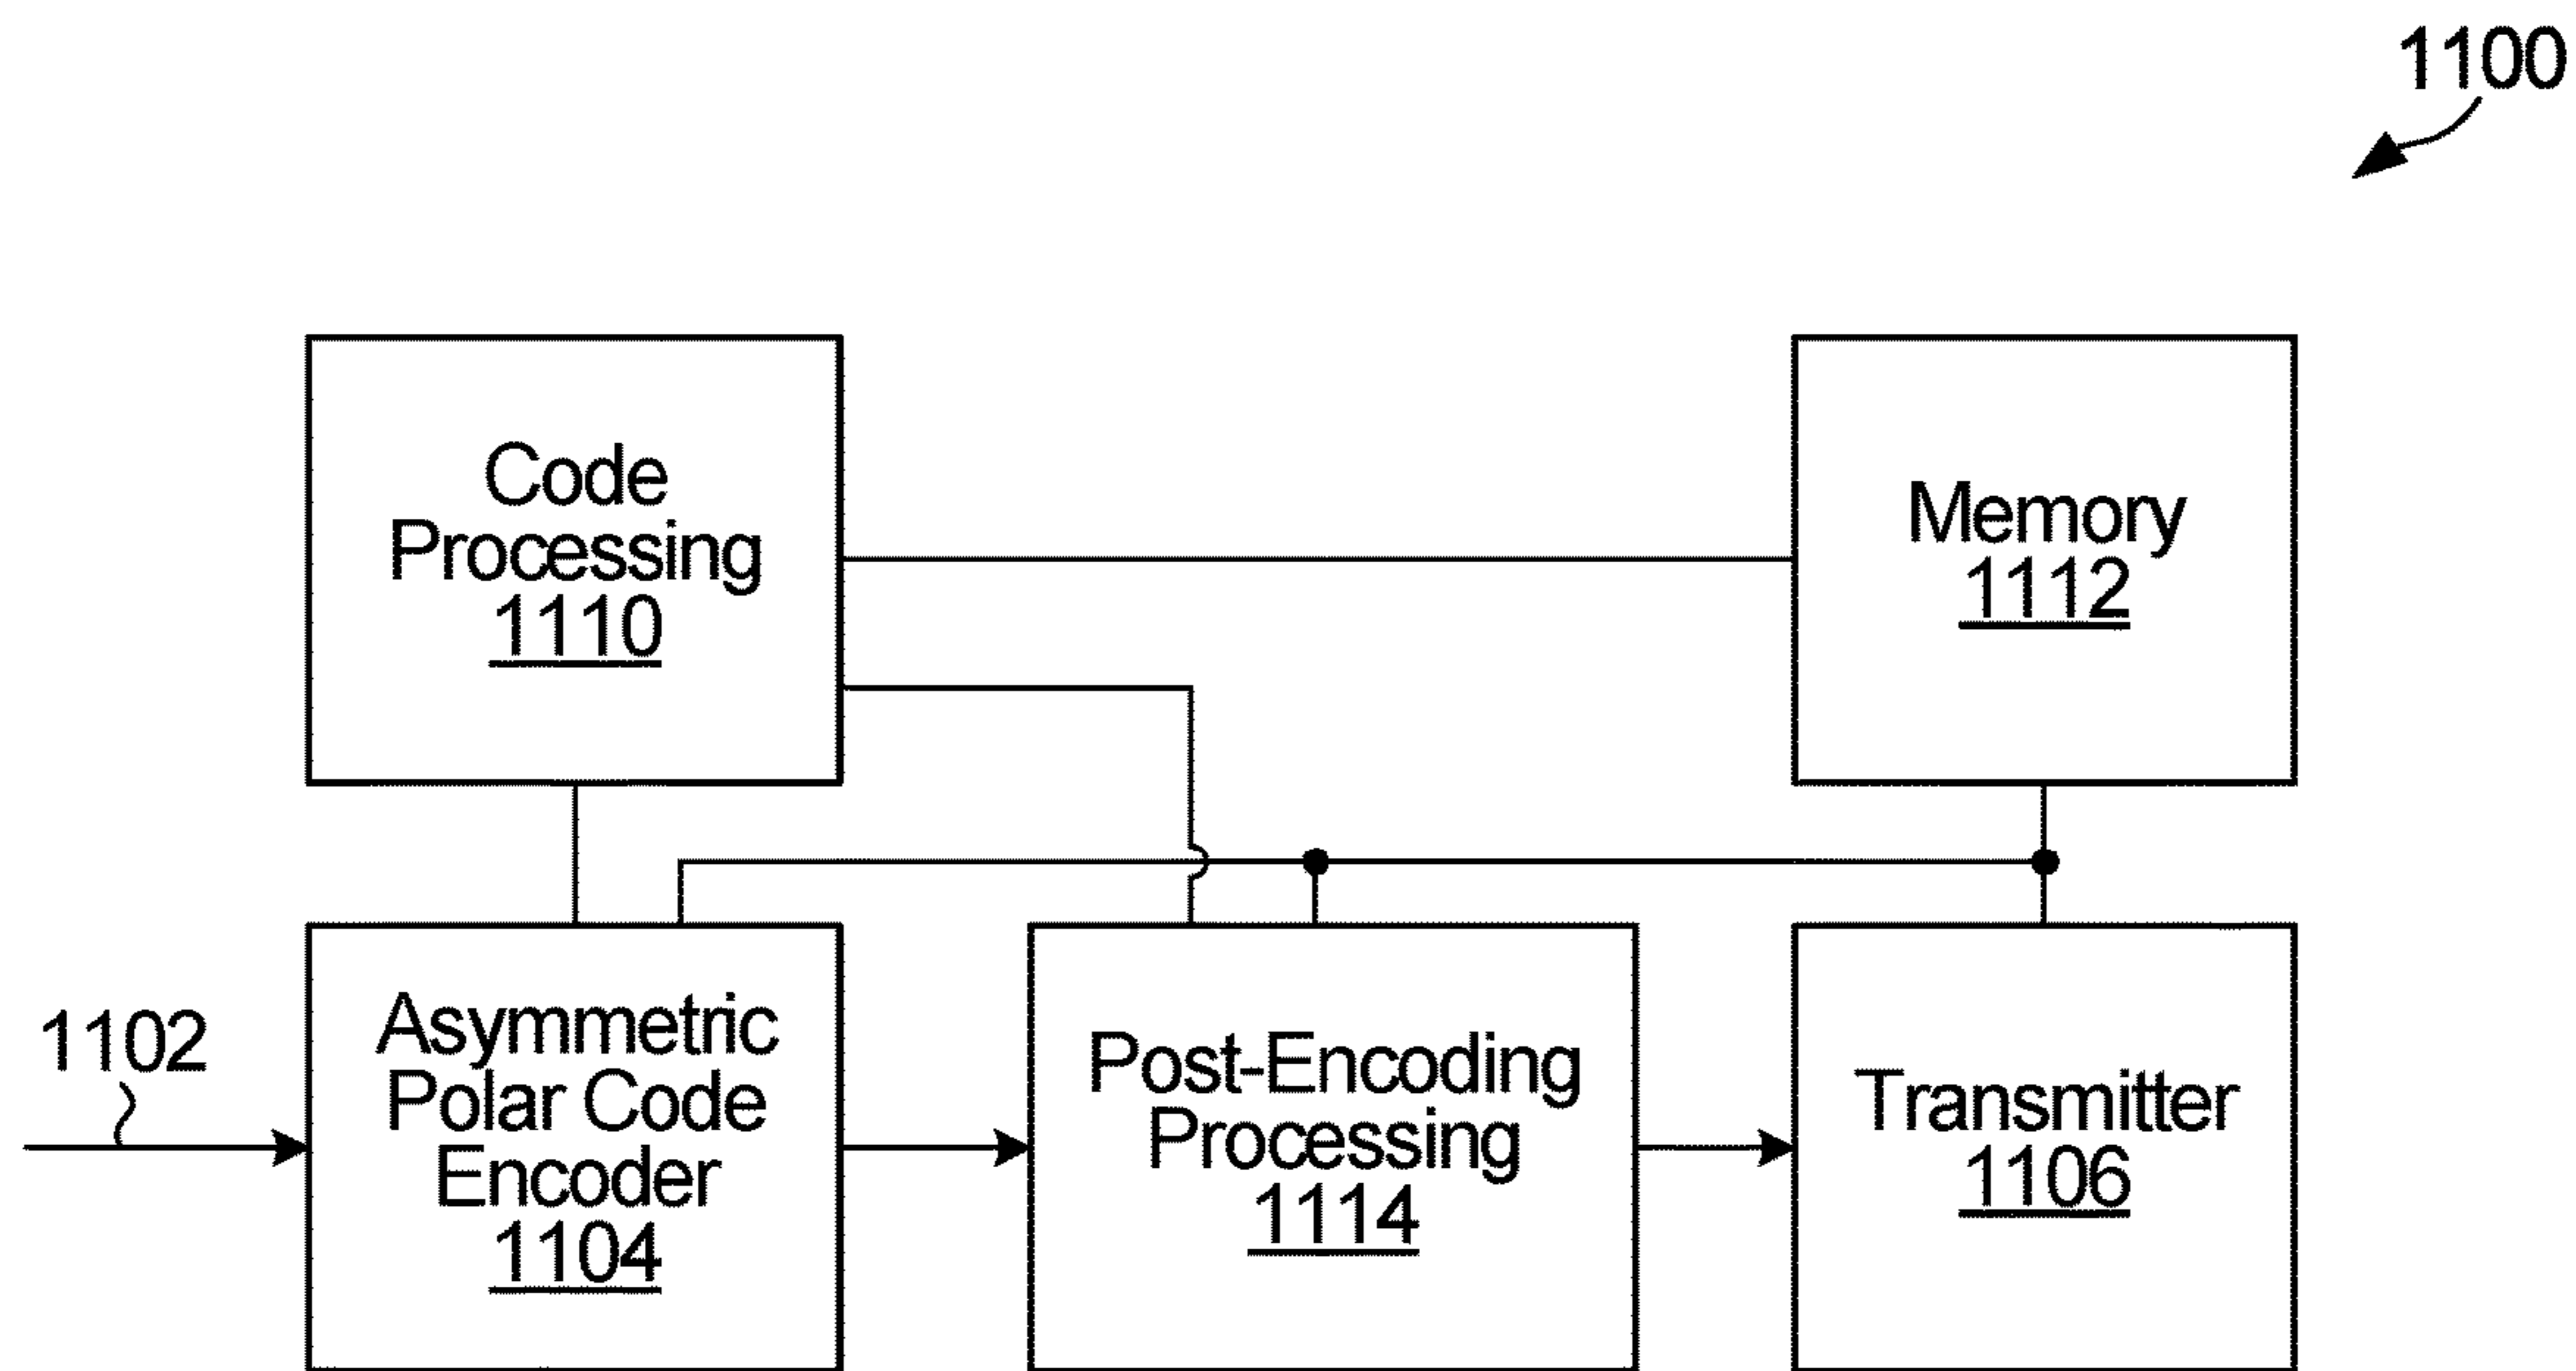 1100
Code
Processing
1110
Memory
1112
1102
Asymmetric
Polar Code
Encoder
1104
Post-Encoding
Processing
1114
Transmitter
1106